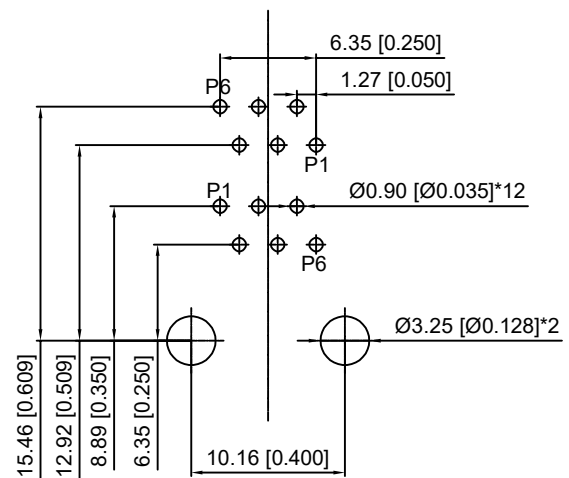 6.35 [0.250]
P6
1.27 [0.050]
P1
P1
Ø0.90 [Ø0.035]*12
P6
Ø3.25 [Ø0.128]*2
15.46 [0.609]
12.92 [0.509]
8.89 [0.350]
6.35 [0.250]
10.16 [0.400]